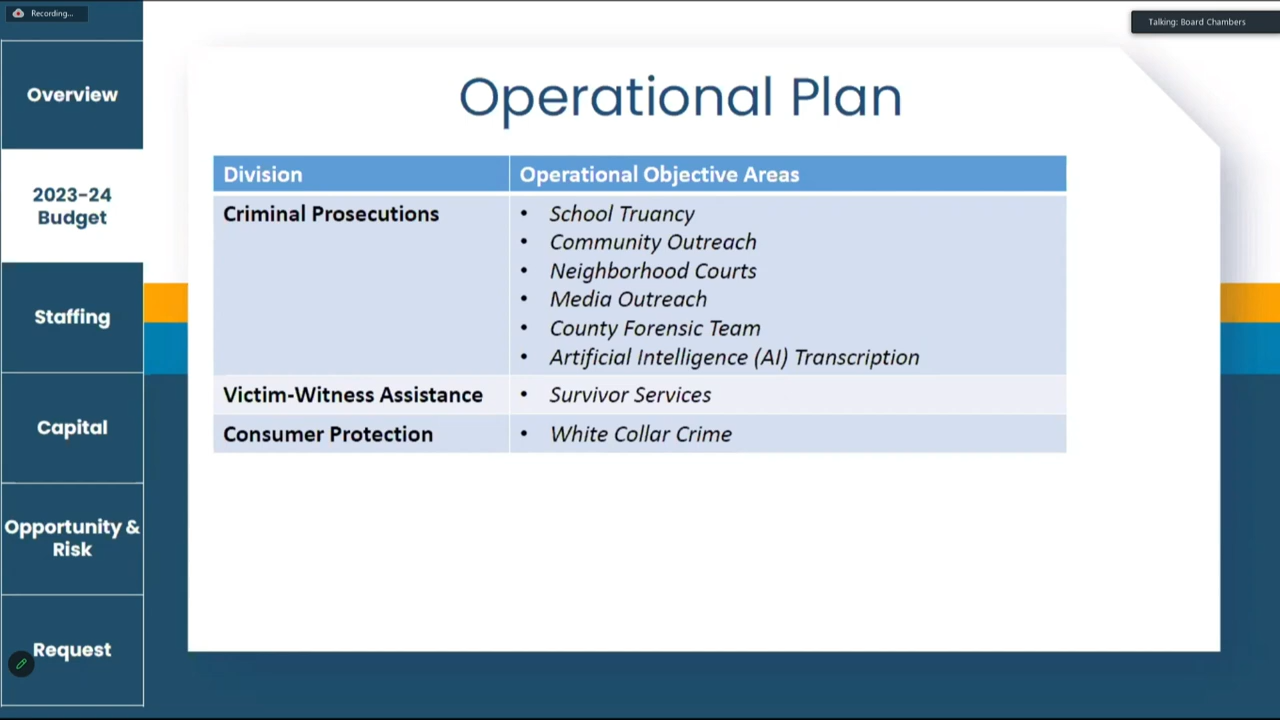 Recording...
Talking: Board Chambers
Overview
2023-24
Budget
Staffing
Capital
Opportunity &
Risk
Request
Operational Plan
Division
Operational Objective Areas
Criminal Prosecutions
• School Truancy
• Community Outreach
• Neighborhood Courts
• Media Outreach
• County Forensic Team
• Artificial Intelligence (AI) Transcription
Victim-Witness Assistance
• Survivor Services
Consumer Protection
• White Collar Crime